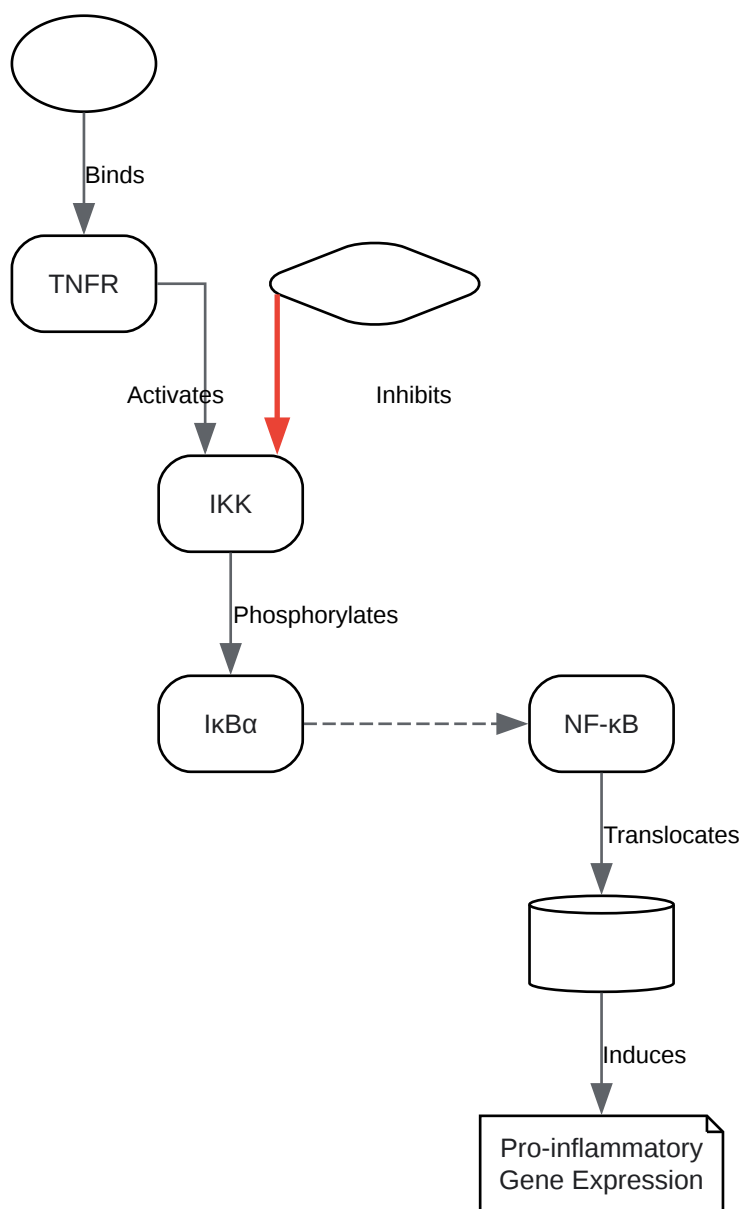 Binds
TNFR
Activates
Inhibits
IKK
Phosphorylates
IκBα
NF-κB
Translocates
Induces
Pro-inflammatory
Gene Expression